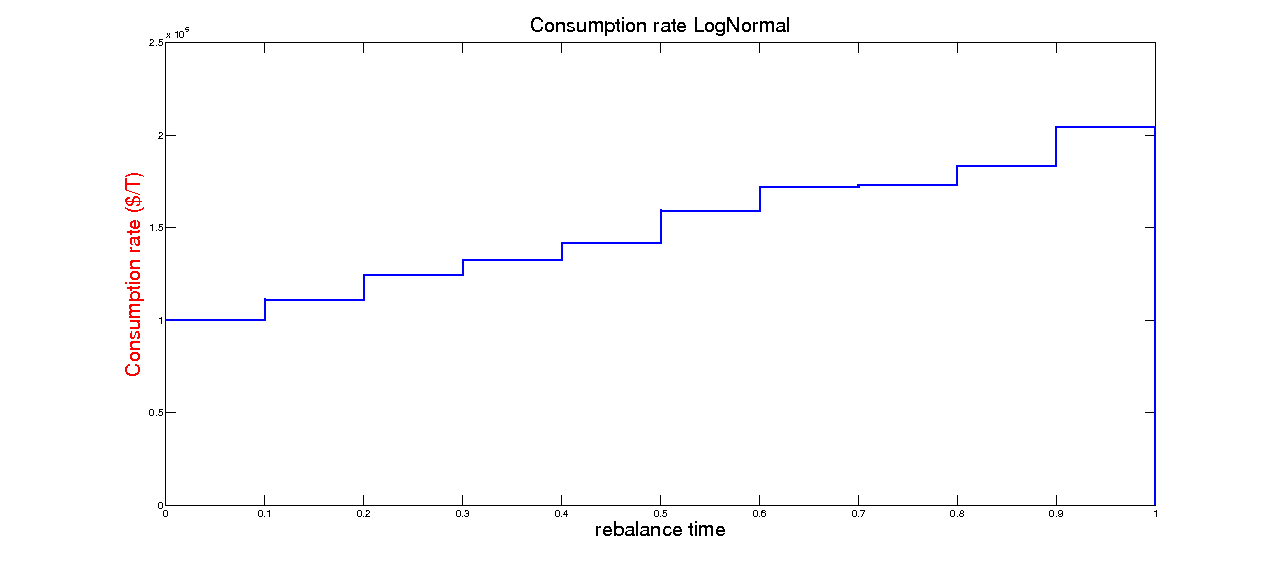 Consumption rate LogNormal
x 10^5
2.5
2
1.5
1
0.5
0
Consumption rate ($/T)
0 0.1 0.2 0.3 0.4 0.5 0.6 0.7 0.8 0.9 1
rebalance time